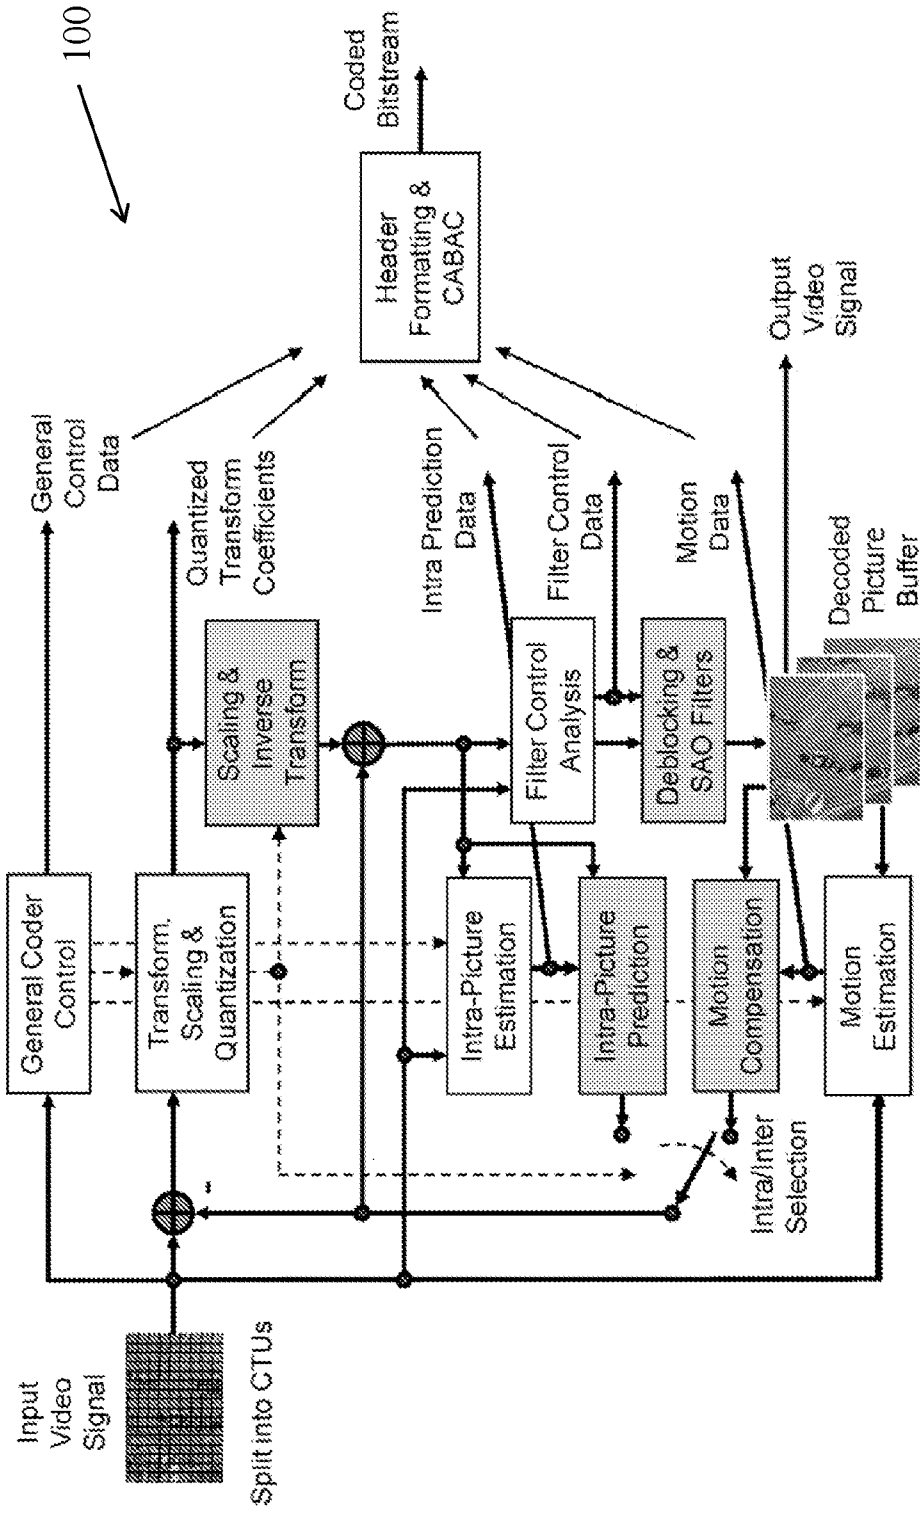 100
Input
Video
Signal
Split into CTUs
General Coder
Control
Transform.
Scaling &
Quantization
General
Control
Data
Quantized
Transform
Coefficients
Scaling &
Inverse
Transform
Header
Formatting &
CABAC
Coded
Bitstream
-
Intra-Picture
Estimation
Intra-Picture
Prediction
Filter Control
Analysis
Intra Prediction
Data
Filter Control
Data
Deblocking &
SAO Filters
Motion
Compensation
Motion
Data
Intra/Inter
Selection
Motion
Estimation
Decoded
Picture
Buffer
Output
Video
Signal